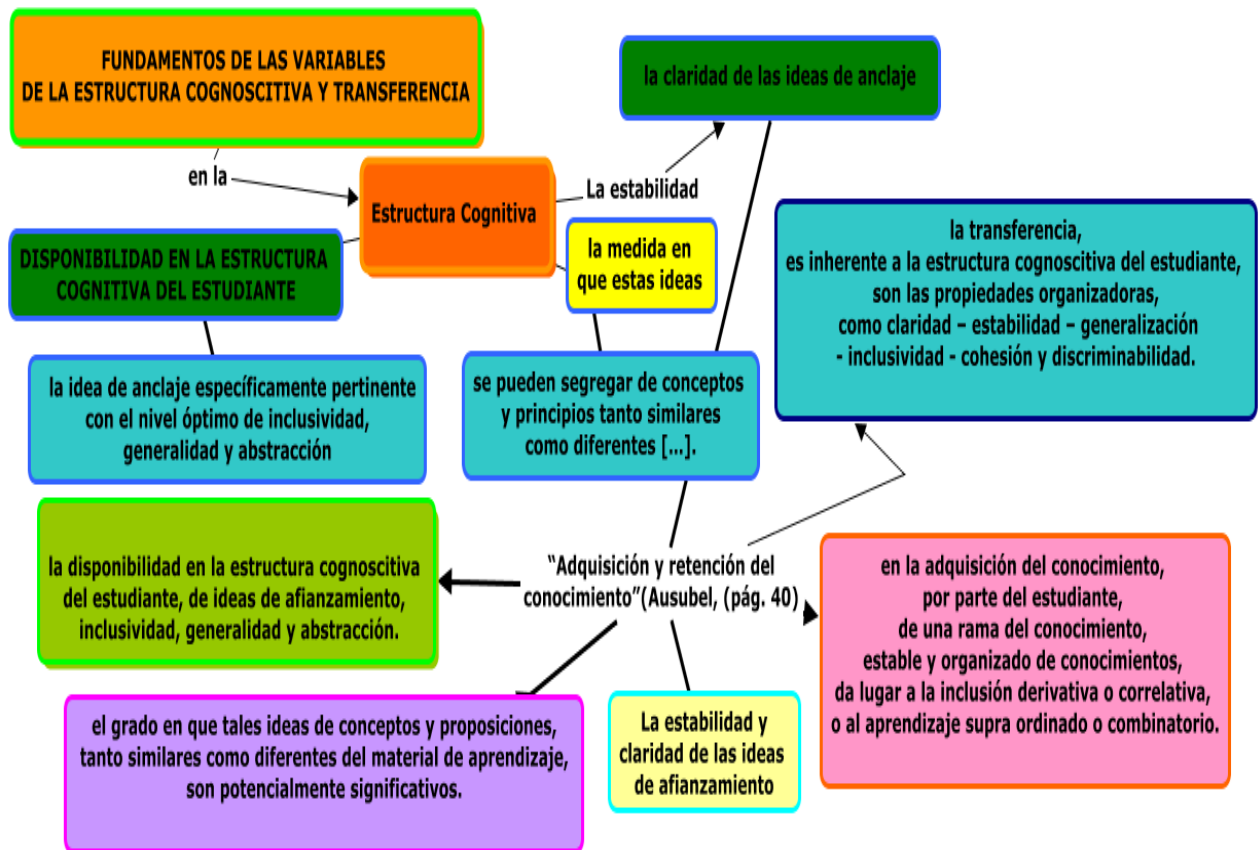 FUNDAMENTOS DE LAS VARIABLES
DE LA ESTRUCTURA COGNOSCITIVA Y TRANSFERENCIA
la claridad de las ideas de anclaje
en la
Estructura Cognitiva
La estabilidad
DISPONIBILIDAD EN LA ESTRUCTURA
COGNITIVA DEL ESTUDIANTE
la medida en
que estas ideas
la transferencia,
es inherente a la estructura cognoscitiva del estudiante,
son las propiedades organizadoras,
como claridad – estabilidad – generalización
- inclusividad - cohesión y discriminabilidad.
la idea de anclaje específicamente pertinente
con el nivel óptimo de inclusividad,
generalidad y abstracción
se pueden segregar de conceptos
y principios tanto similares
como diferentes [...].
la disponibilidad en la estructura cognoscitiva
del estudiante, de ideas de afianzamiento,
inclusividad, generalidad y abstracción.
“Adquisición y retención del
conocimiento”(Ausubel, (pág. 40)
en la adquisición del conocimiento,
por parte del estudiante,
de una rama del conocimiento,
estable y organizado de conocimientos,
da lugar a la inclusión derivativa o correlativa,
o al aprendizaje supra ordinado o combinatorio.
el grado en que tales ideas de conceptos y proposiciones,
tanto similares como diferentes del material de aprendizaje,
son potencialmente significativos.
La estabilidad y
claridad de las ideas
de afianzamiento